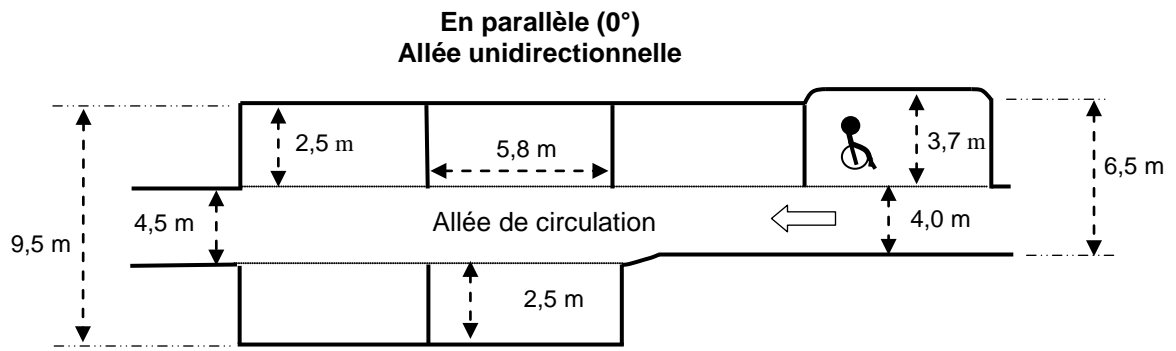 En parallèle (0°)
Allée unidirectionnelle
2,5 m
5,8 m
3,7 m
6,5 m
4,5 m
Allée de circulation
4,0 m
9,5 m
2,5 m